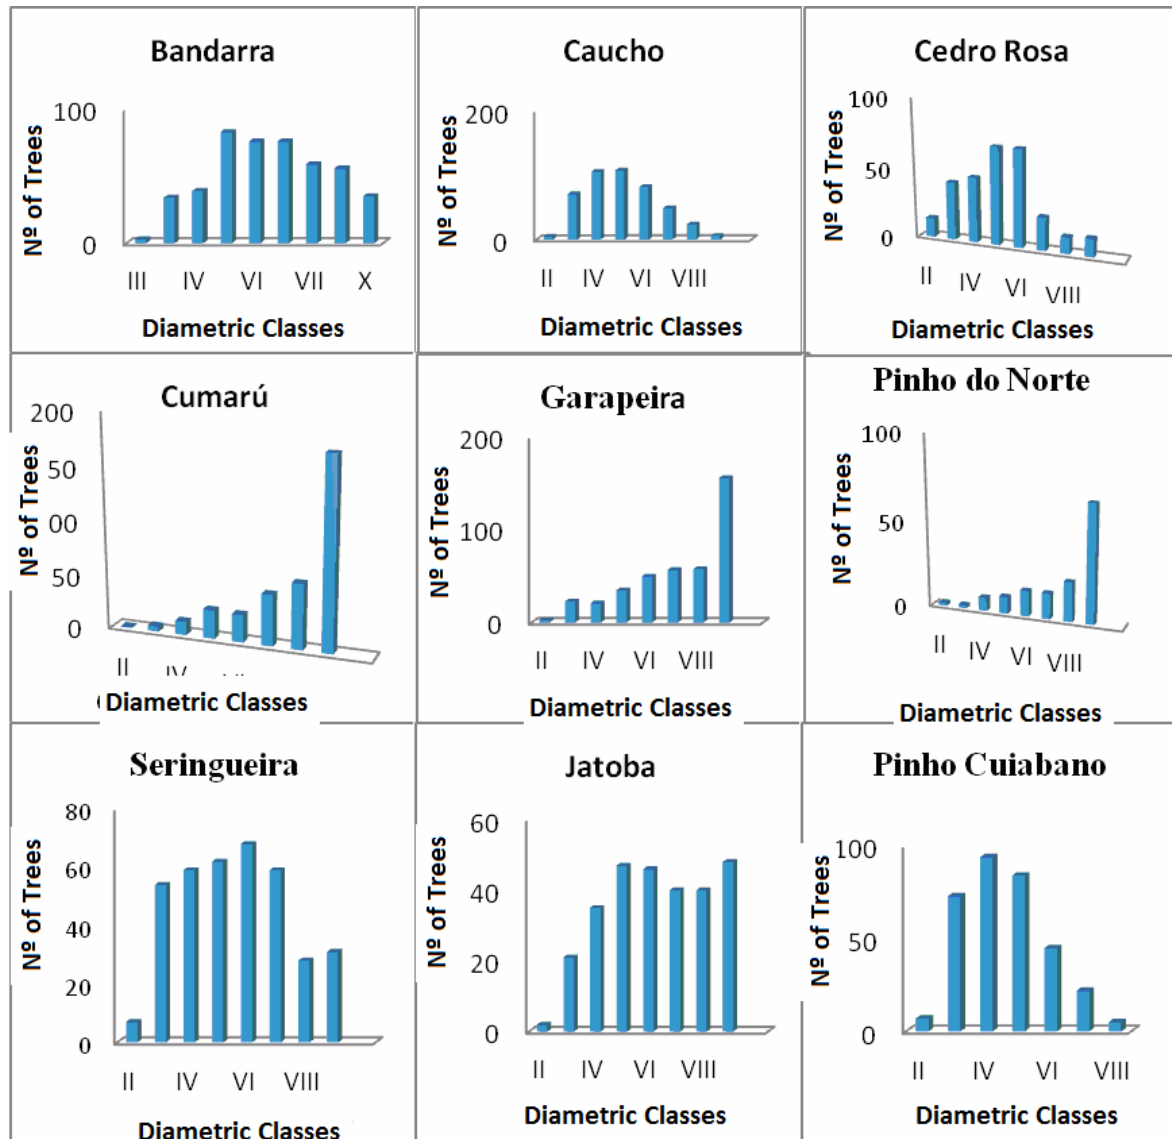 Bandarra
Nº of Trees
100
0
III IV VI VII X
Diametric Classes
Caucho
Nº of Trees
200
0
II IV VI VIII
Diametric Classes
Cedro Rosa
Nº of Trees
100
50
0
II IV VI VIII
Diametric Classes
Cumarú
Nº of Trees
200
50
00
50
0
II IV
Diametric Classes
Garapeira
Nº of Trees
200
100
0
II IV VI VIII
Diametric Classes
Pinho do Norte
Nº of Trees
100
50
0
II IV VI VIII
Diametric Classes
Seringueira
Nº of Trees
80
60
40
20
0
II IV VI VIII
Diametric Classes
Jatoba
Nº of Trees
60
40
20
0
II IV VI VIII
Diametric Classes
Pinho Cuiabano
Nº of Trees
100
50
0
II IV VI VIII
Diametric Classes